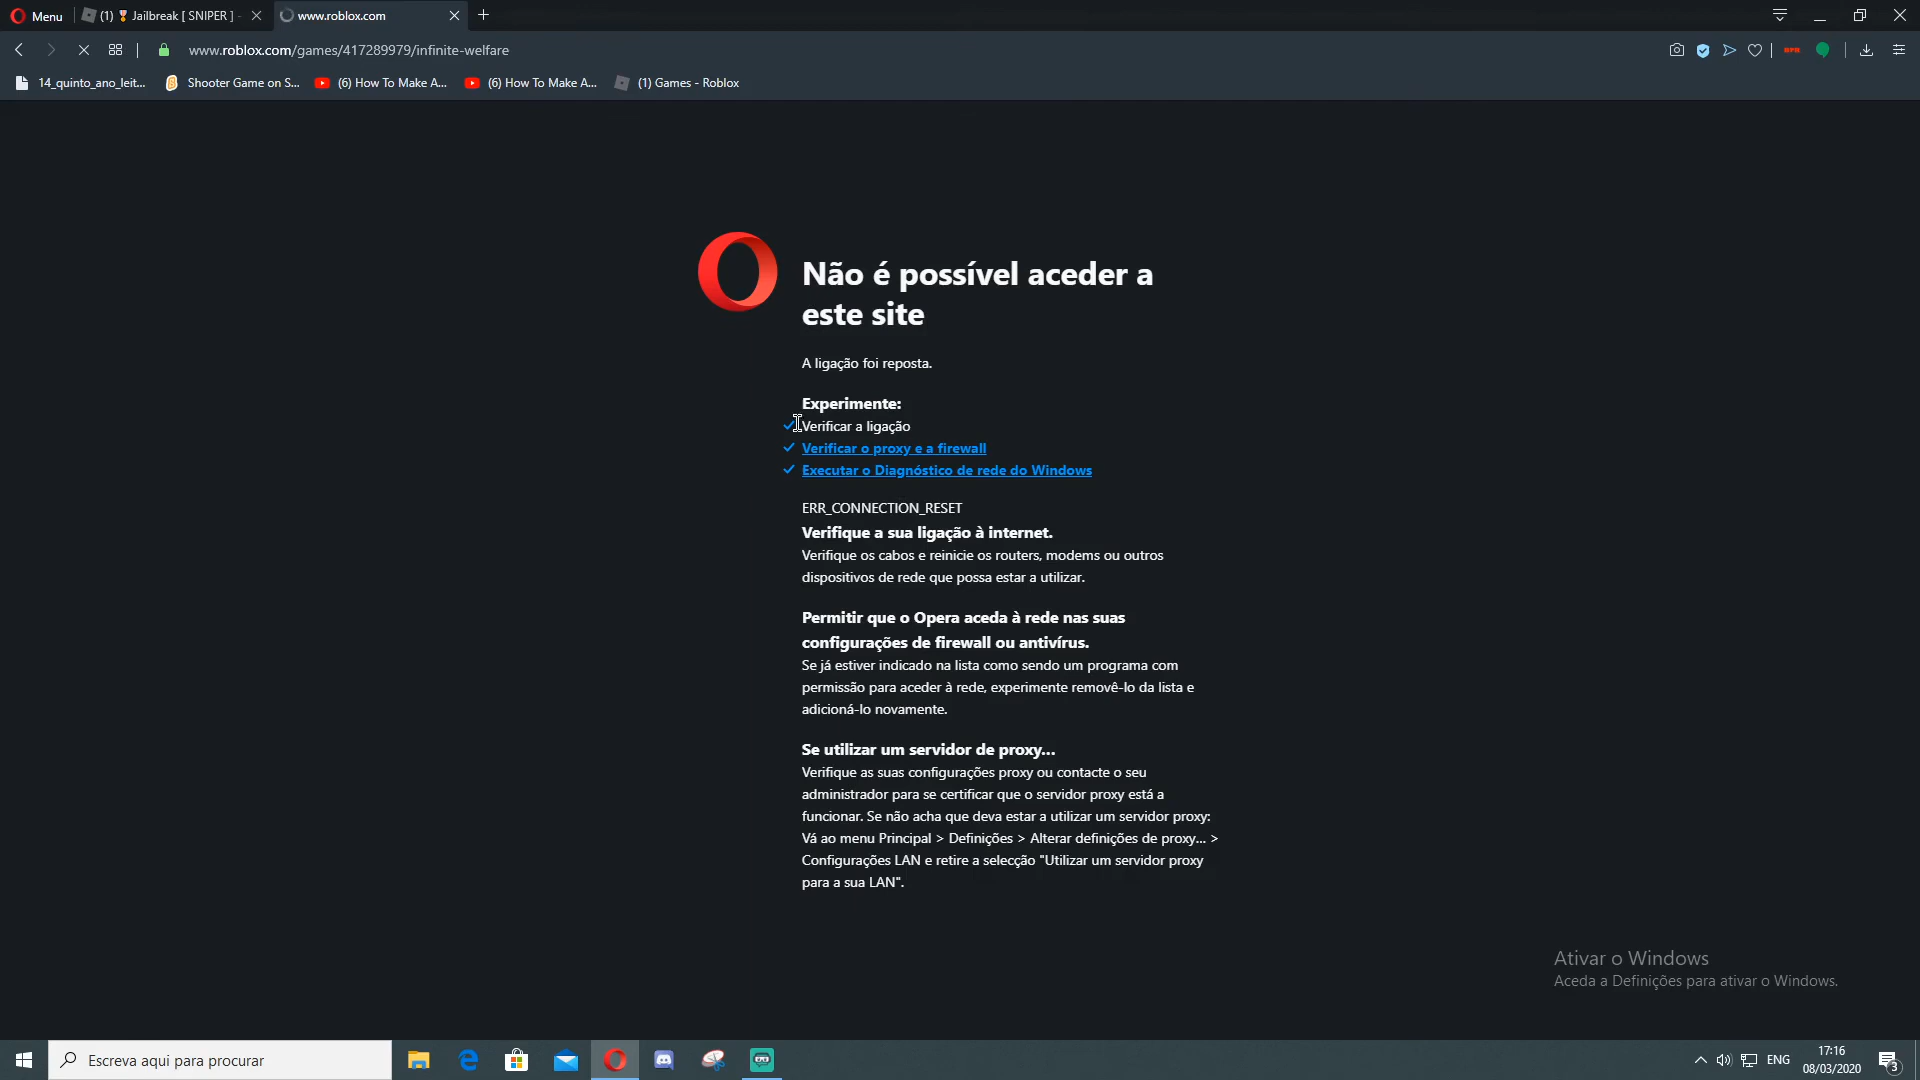 Menu
(1) 🎖 Jailbreak [ SNIPER ] -
www.roblox.com
www.roblox.com/games/417289979/infinite-welfare
14_quinto_ano_leit...
Shooter Game on S...
(6) How To Make A...
(6) How To Make A...
(1) Games - Roblox
Não é possível aceder a
este site
A ligação foi reposta.
Experimente:
Verificar a ligação
Verificar o proxy e a firewall
Executar o Diagnóstico de rede do Windows
ERR_CONNECTION_RESET
Verifique a sua ligação à internet.
Verifique os cabos e reinicie os routers, modems ou outros
dispositivos de rede que possa estar a utilizar.
Permitir que o Opera aceda à rede nas suas
configurações de firewall ou antivírus.
Se já estiver indicado na lista como sendo um programa com
permissão para aceder à rede, experimente removê-lo da lista e
adicioná-lo novamente.
Se utilizar um servidor de proxy...
Verifique as suas configurações proxy ou contacte o seu
administrador para se certificar que o servidor proxy está a
funcionar. Se não acha que deva estar a utilizar um servidor proxy:
Vá ao menu Principal > Definições > Alterar definições de proxy... >
Configurações LAN e retire a selecção "Utilizar um servidor proxy
para a sua LAN".
Ativar o Windows
Aceda a Definições para ativar o Windows.
Escreva aqui para procurar
ENG
17:16
08/03/2020
3